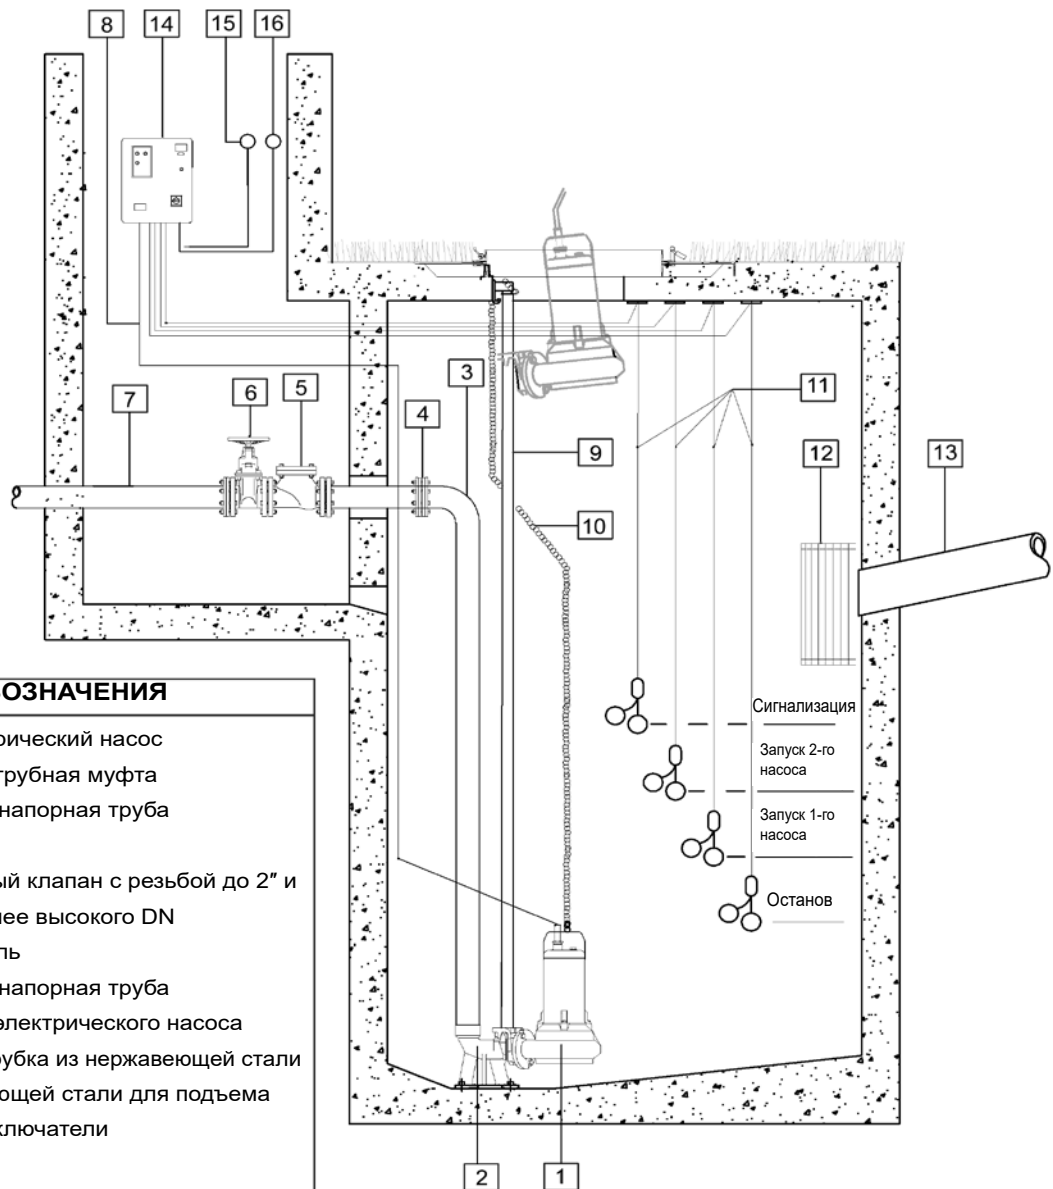 8 14 15 16
3
11
7 6 5 4
9
12 13
10
ОЗНАЧЕНИЯ
рический насос
трубная муфта
напорная труба
ый клапан с резьбой до 2″ и
лее высокого DN
ль
напорная труба
электрического насоса
рубка из нержавеющей стали
ющей стали для подъема
ключатели
Сигнализация
Запуск 2-го
насоса
Запуск 1-го
насоса
Останов
2 1